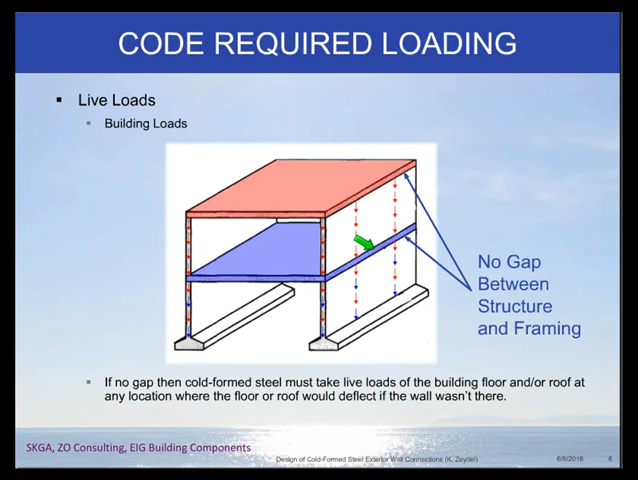 CODE REQUIRED LOADING
Live Loads
Building Loads
No Gap
Between
Structure
and Framing
If no gap then cold-formed steel must take live loads of the building floor and/or roof at
any location where the floor or roof would deflect if the wall wasn't there.
SKGA, ZO Consulting, EIG Building Components
Design of Cold-Formed Steel Exterior Wall Connections (K. Zeydel)
6/8/2016
6